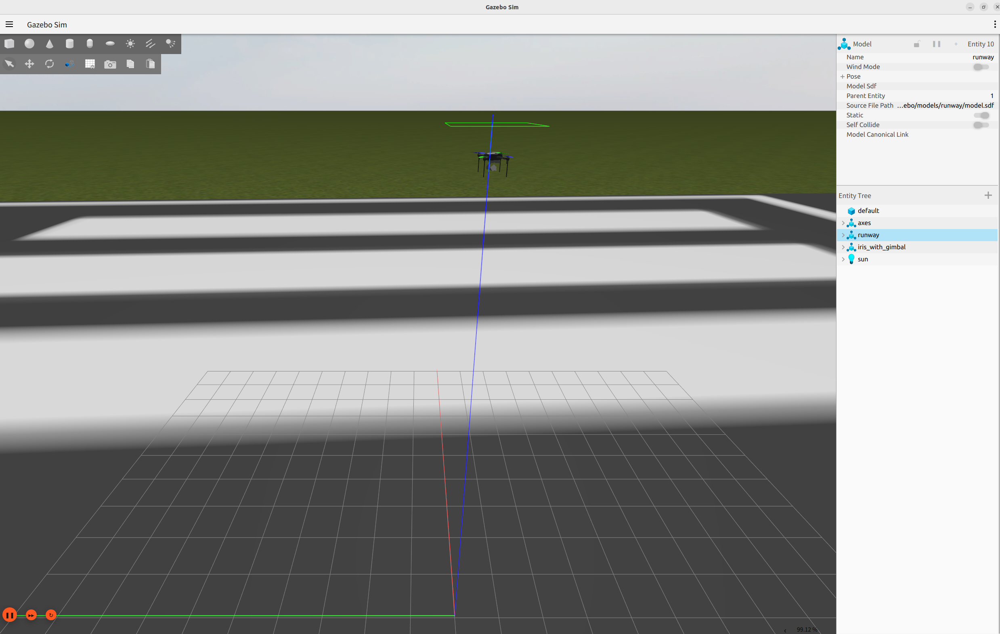 Gazebo Sim
Gazebo Sim
Model Entity 10
Name runway
Wind Mode
Pose
Model Sdf
Parent Entity 1
Source File Path ...ebo/models/runway/model.sdf
Static
Self Collide
Model Canonical Link
Entity Tree
default
axes
runway
iris_with_gimbal
sun
99.12 %